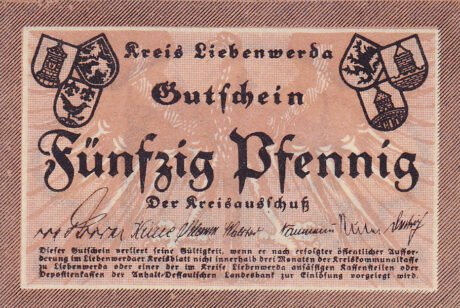 Kreis Liebenwerda
Gutschein
Fünfzig Pfennig
Der Kreisausschuß
Dieser Gutschein verliert seine Gültigkeit, wenn er nach erfolgter öffentlicher Auffor-
derung im Liebenwerdaer Kreisblatt nicht innerhalb drei Monaten der Kreiskommunalkasse
zu Liebenwerda oder einer der im Kreise Liebenwerda ansässigen Kassenstellen oder
Depositenkassen der Anhalt-Dessauischen Landesbank zur Einlösung vorgelegt wird.